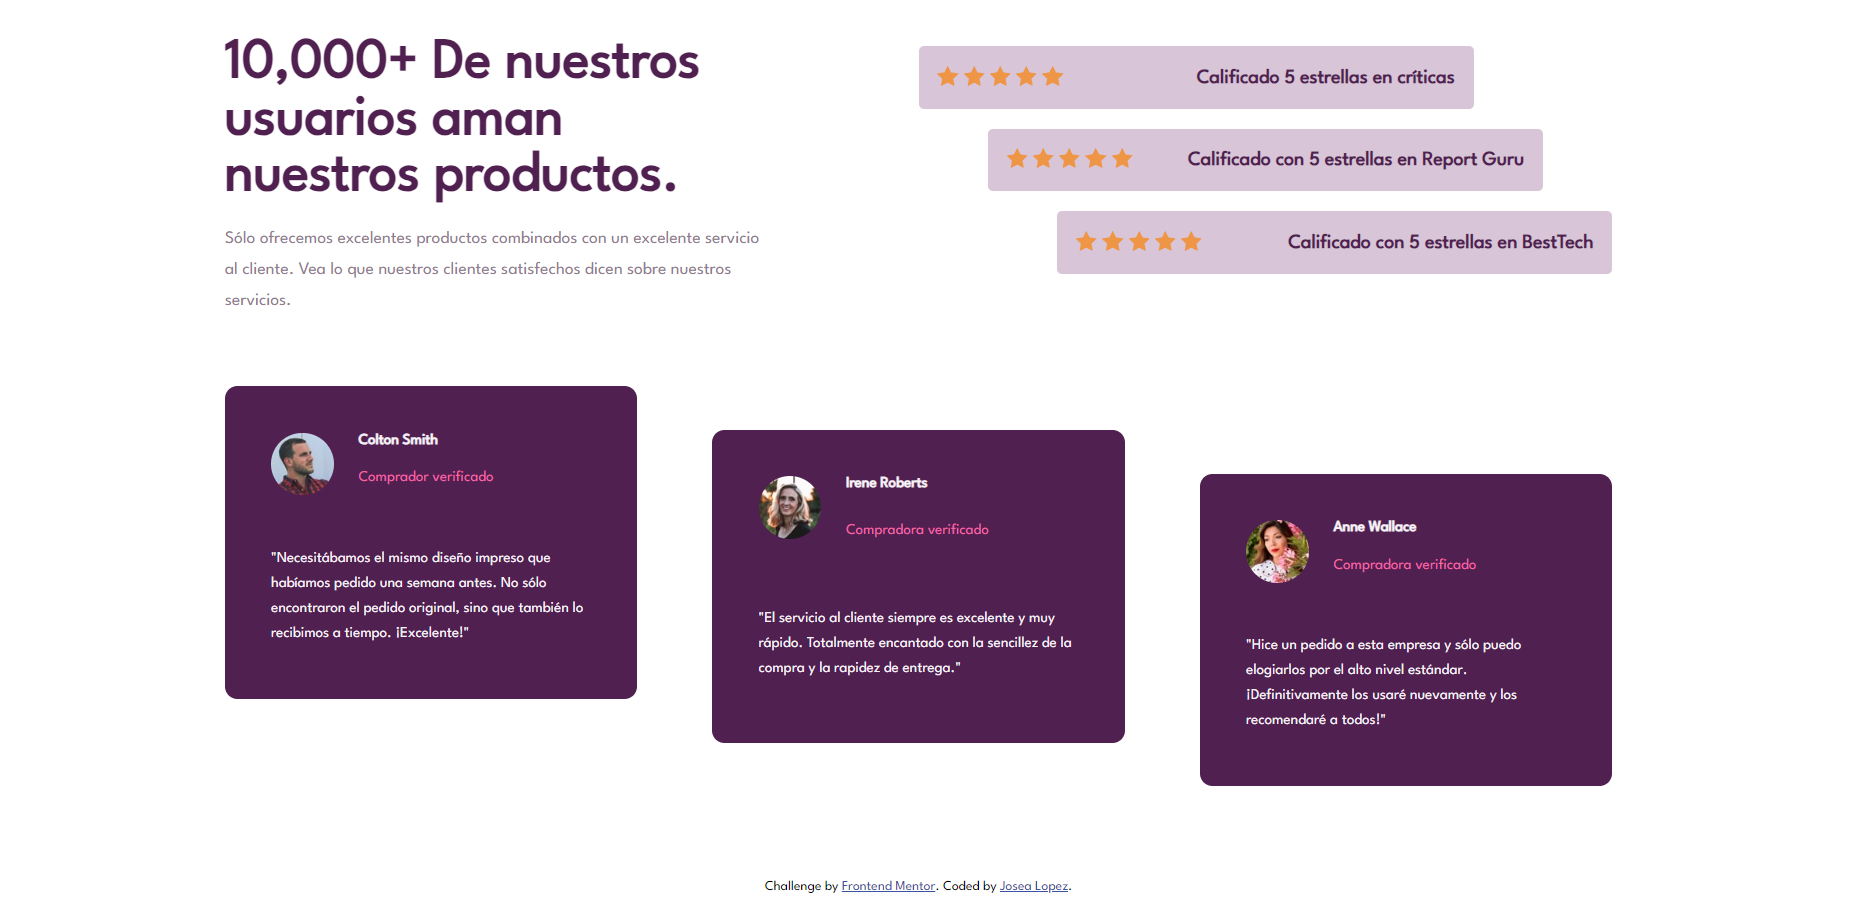 10,000+ De nuestros
usuarios aman
nuestros productos.
Sólo ofrecemos excelentes productos combinados con un excelente servicio
al cliente. Vea lo que nuestros clientes satisfechos dicen sobre nuestros
servicios.
Calificado 5 estrellas en críticas
Calificado con 5 estrellas en Report Guru
Calificado con 5 estrellas en BestTech
Colton Smith
Comprador verificado
"Necesitábamos el mismo diseño impreso que
habíamos pedido una semana antes. No sólo
encontraron el pedido original, sino que también lo
recibimos a tiempo. ¡Excelente!"
Irene Roberts
Compradora verificado
"El servicio al cliente siempre es excelente y muy
rápido. Totalmente encantado con la sencillez de la
compra y la rapidez de entrega."
Anne Wallace
Compradora verificado
"Hice un pedido a esta empresa y sólo puedo
elogiarlos por el alto nivel estándar.
¡Definitivamente los usaré nuevamente y los
recomendaré a todos!"
Challenge by Frontend Mentor. Coded by Josea Lopez.